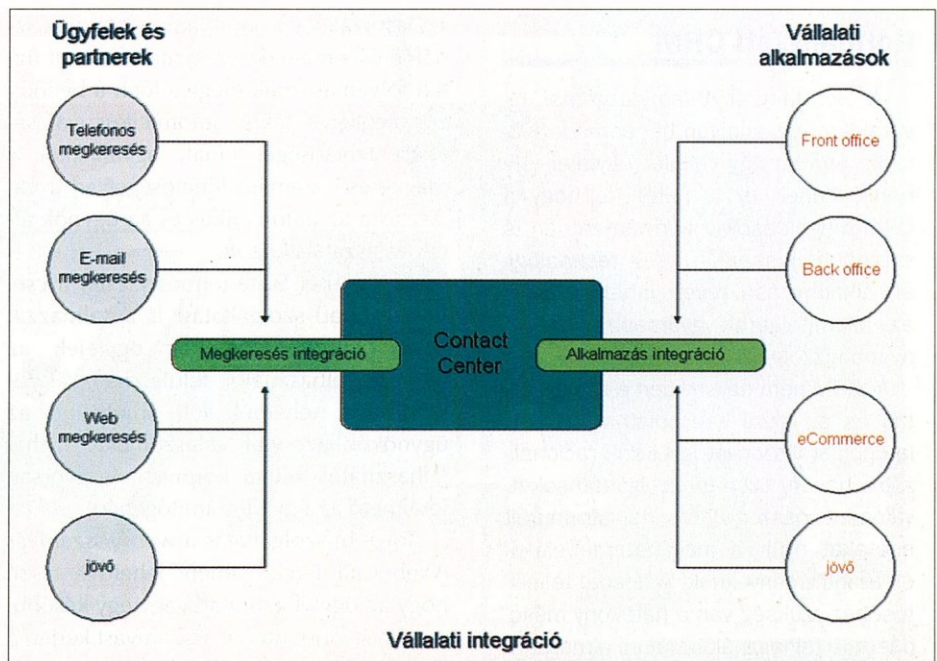 Ügyfelek és
partnerek
Telefonos
megkeresés
E-mail
megkeresés
Web
megkeresés
jövő
Megkeresés integráció
Contact
Center
Alkalmazás integráció
Vállalati
alkalmazások
Front office
Back office
eCommerce
jövő
Vállalati integráció